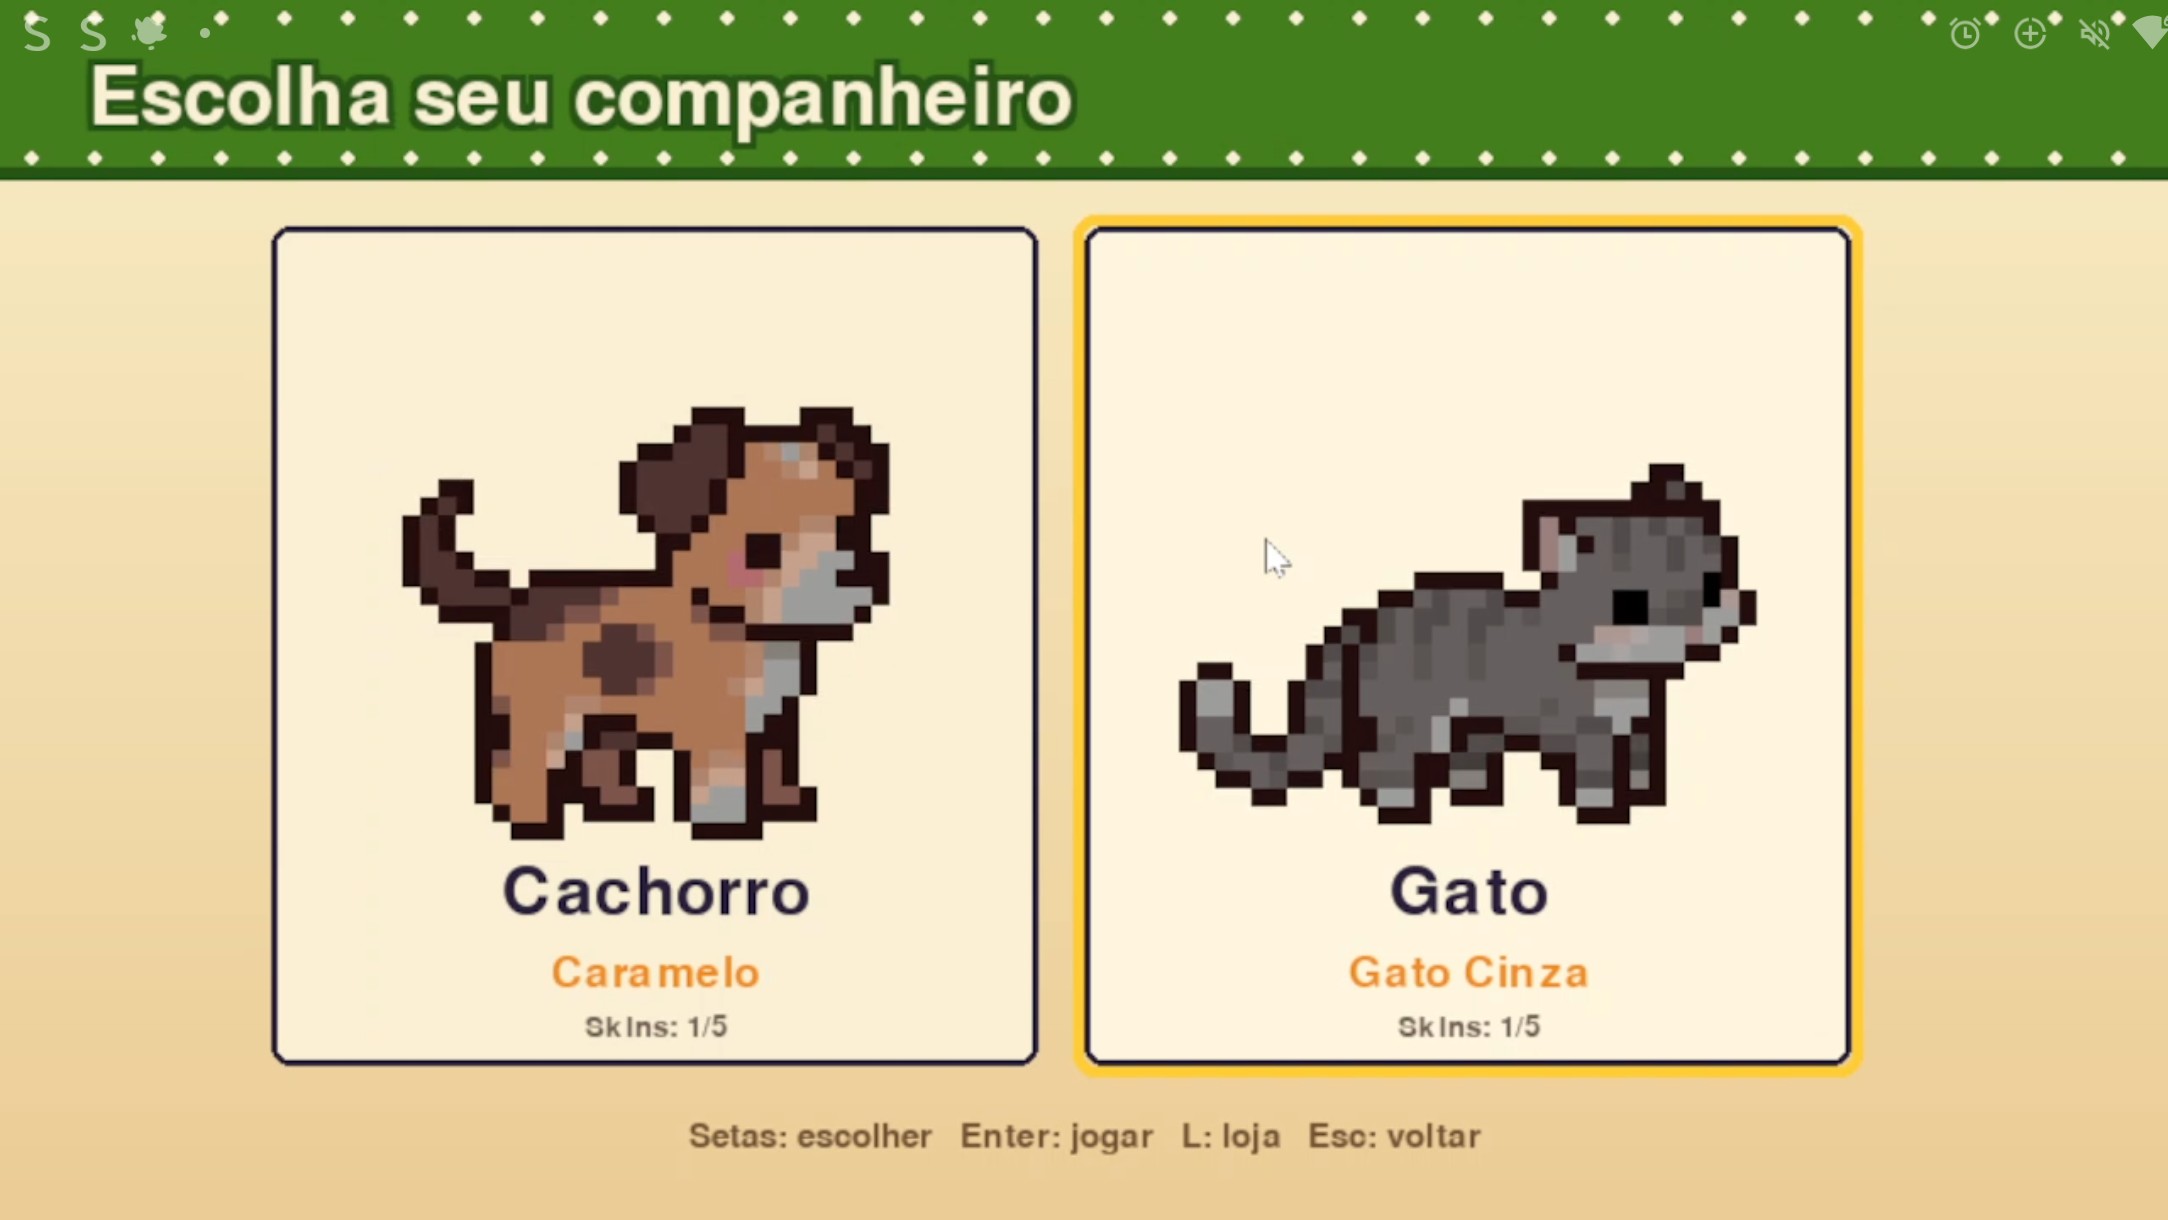 Escolha seu companheiro
Cachorro
Caramelo
Skins: 1/5
Gato
Gato Cinza
Skins: 1/5
Setas: escolher Enter: jogar L: loja Esc: voltar